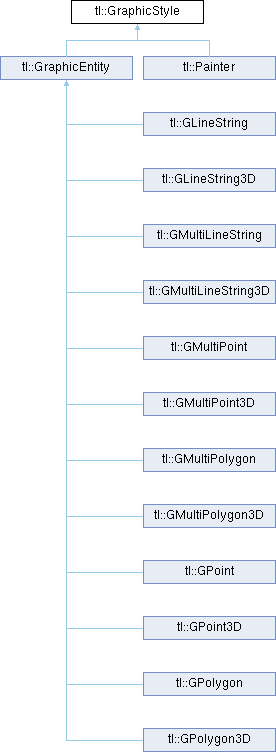 tl::GraphicStyle
tl::GraphicEntity
tl::Painter
tl::GLineString
tl::GLineString3D
tl::GMultiLineString
tl::GMultiLineString3D
tl::GMultiPoint
tl::GMultiPoint3D
tl::GMultiPolygon
tl::GMultiPolygon3D
tl::GPoint
tl::GPoint3D
tl::GPolygon
tl::GPolygon3D